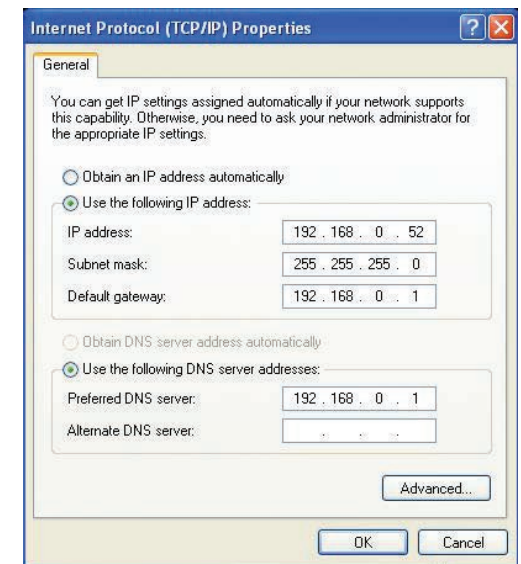 Internet Protocol (TCP/IP) Properties
General
You can get IP settings assigned automatically if your network supports
this capability. Otherwise, you need to ask your network administrator for
the appropriate IP settings.
Obtain an IP address automatically
Use the following IP address:
IP address: 192 . 168 . 0 . 52
Subnet mask: 255 . 255 . 255 . 0
Default gateway: 192 . 168 . 0 . 1
Obtain DNS server address automatically
Use the following DNS server addresses:
Preferred DNS server: 192 . 168 . 0 . 1
Alternate DNS server: . . .
Advanced...
OK Cancel